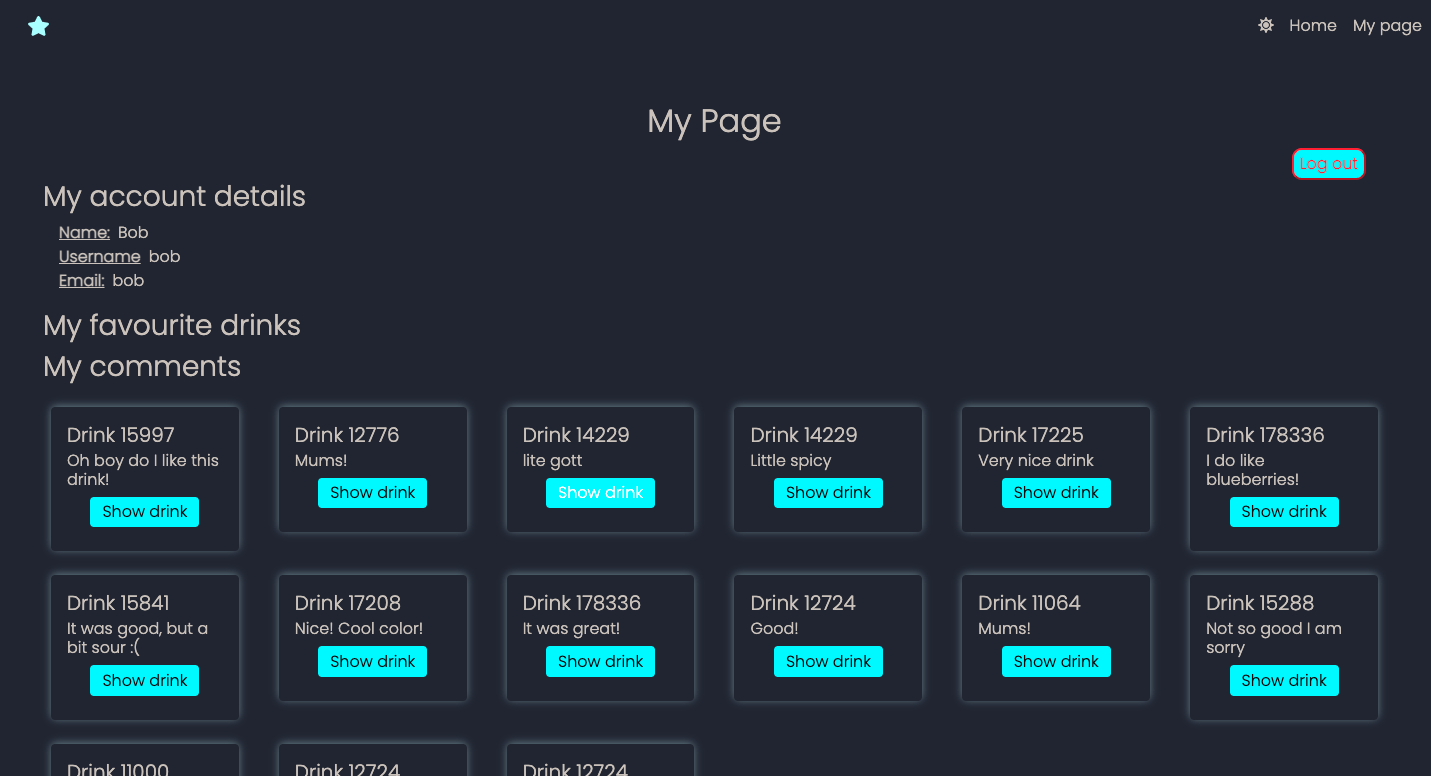 Home My page
My Page
Log out
My account details
Name: Bob
Username bob
Email: bob
My favourite drinks
My comments
Drink 15997
Oh boy do I like this
drink!
Show drink
Drink 12776
Mums!
Show drink
Drink 14229
lite gott
Show drink
Drink 14229
Little spicy
Show drink
Drink 17225
Very nice drink
Show drink
Drink 178336
I do like
blueberries!
Show drink
Drink 15841
It was good, but a
bit sour :(
Show drink
Drink 17208
Nice! Cool color!
Show drink
Drink 178336
It was great!
Show drink
Drink 12724
Good!
Show drink
Drink 11064
Mums!
Show drink
Drink 15288
Not so good I am
sorry
Show drink
Drink 11000
Drink 12724
Drink 12724